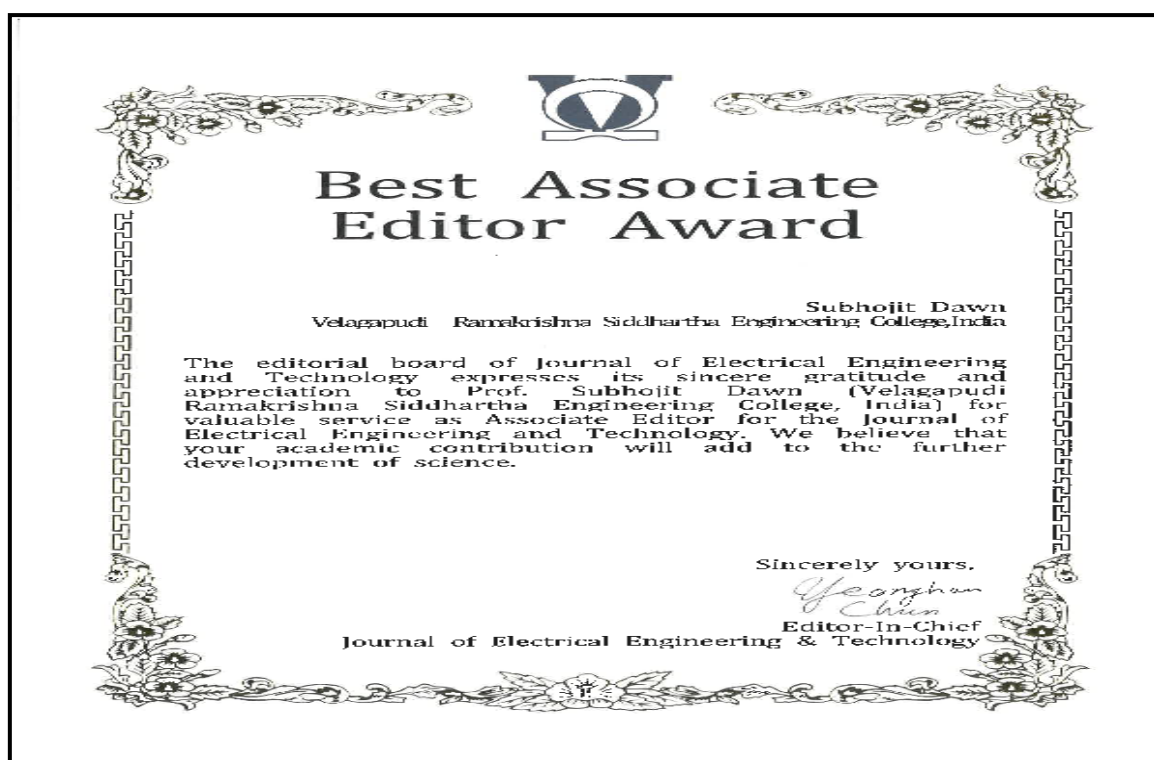 Best Associate
Editor Award
Subhojit Dawn
Velagapudi Ramakrishna Siddhartha Engineering College,India
The editorial board of Journal of Electrical Engineering
and Technology expresses its sincere gratitude and
appreciation to Prof. Subhojit Dawn (Velagapudi
Ramakrishna Siddhartha Engineering College, India) for
valuable service as Associate Editor for the Journal of
Electrical Engineering and Technology. We believe that
your academic contribution will add to the further
development of science.
Sincerely yours,
Yeonghan
Chun
Editor-In-Chief
Journal of Electrical Engineering & Technology